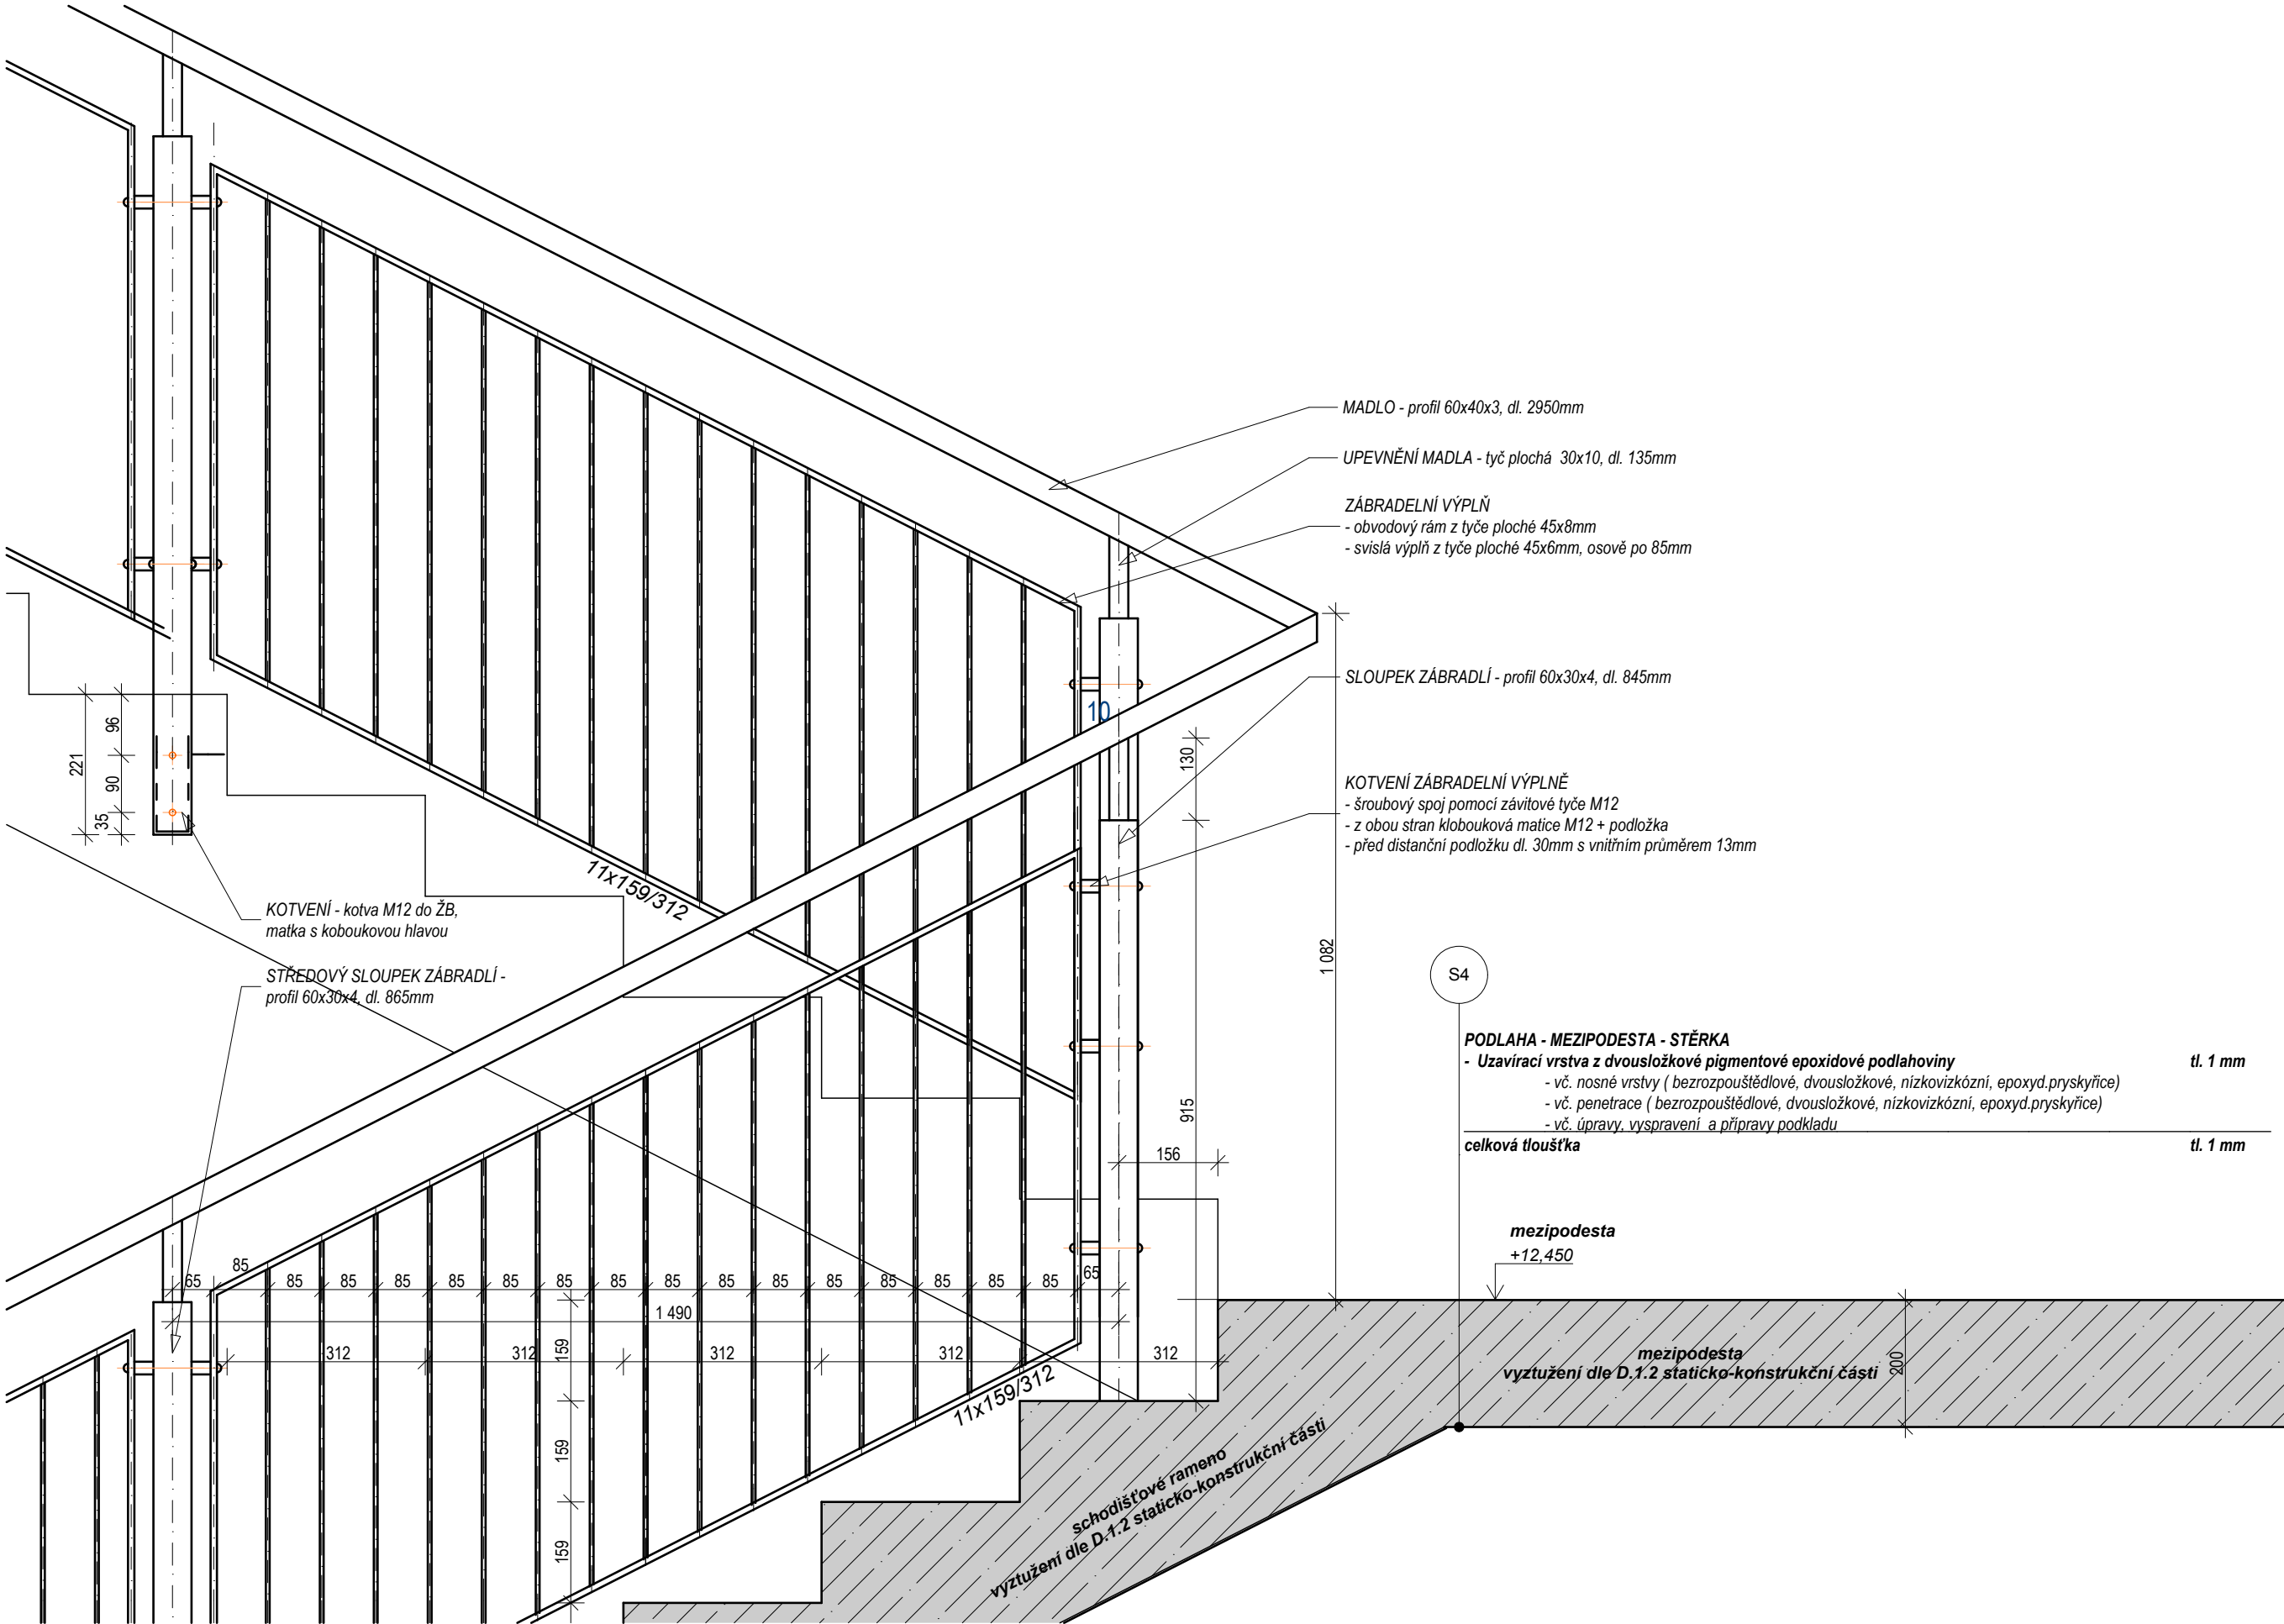 MADLO - profil 60x40x3, dl. 2950mm
UPEVNĚNÍ MADLA - tyč plochá  30x10, dl. 135mm
ZÁBRADELNÍ VÝPLŇ
- obvodový rám z tyče ploché 45x8mm
- svislá výplň z tyče ploché 45x6mm, osově po 85mm
SLOUPEK ZÁBRADLÍ - profil 60x30x4, dl. 845mm
10
KOTVENÍ ZÁBRADELNÍ VÝPLNĚ
- šroubový spoj pomocí závitové tyče M12
- z obou stran klobouková matice M12 + podložka
- před distanční podložku dl. 30mm s vnitřním průměrem 13mm
96
221
90
35
130
11x159/312
KOTVENÍ - kotva M12 do ŽB,
matka s koboukovou hlavou
STŘEDOVÝ SLOUPEK ZÁBRADLÍ -
profil 60x30x4, dl. 865mm
1 082
S4
PODLAHA - MEZIPODESTA - STĚRKA
- Uzavírací vrstva z dvousložkové pigmentové epoxidové podlahoviny tl. 1 mm
- vč. nosné vrstvy ( bezrozpouštědlové, dvousložkové, nízkovizkózní, epoxyd.pryskyřice)
- vč. penetrace ( bezrozpouštědlové, dvousložkové, nízkovizkózní, epoxyd.pryskyřice)
- vč. úpravy, vyspravení  a přípravy podkladu
celková tloušťka tl. 1 mm
915
156
mezipodesta
+12,450
65 85 85 85 85 85 85 85 85 85 85 85 85 85 85 85 85 65
1 490
312 312 312 312 312
159
159
159
11x159/312
mezipodesta
vyztužení dle D.1.2 staticko-konstrukční části
200
schodišťové rameno
vyztužení dle D.1.2 staticko-konstrukční části